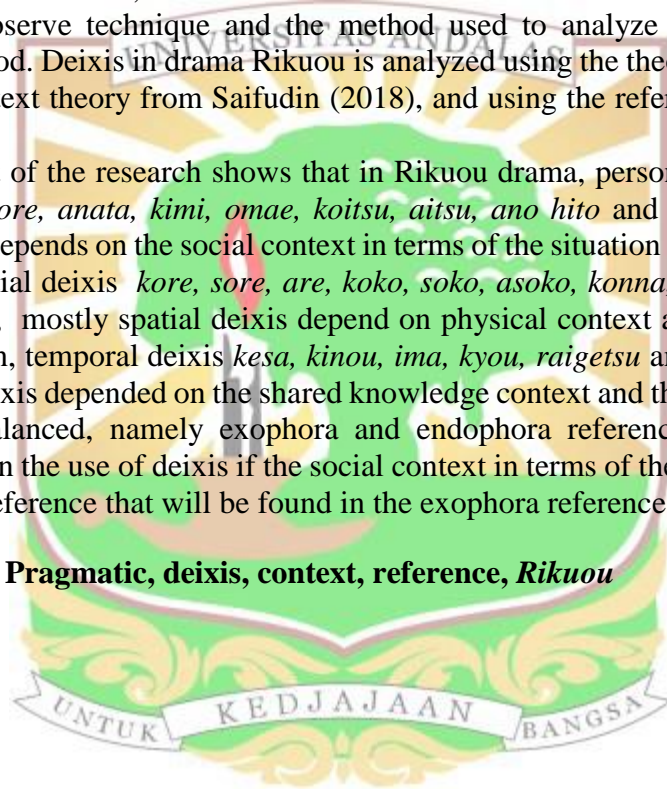 observe technique and the method used to analyze
od. Deixis in drama Rikuou is analyzed using the theo
text theory from Saifudin (2018), and using the refer
UNIVERSITAS ANDALAS
of the research shows that in Rikuou drama, person
ore, anata, kimi, omae, koitsu, aitsu, ano hito and
epends on the social context in terms of the situation
ial deixis kore, sore, are, koko, soko, asoko, konna,
, mostly spatial deixis depend on physical context a
n, temporal deixis kesa, kinou, ima, kyou, raigetsu an
xis depended on the shared knowledge context and th
alanced, namely exophora and endophora referenc
n the use of deixis if the social context in terms of the
eference that will be found in the exophora reference
Pragmatic, deixis, context, reference, Rikuou
UNTUK KEDJAJAAN BANGSA